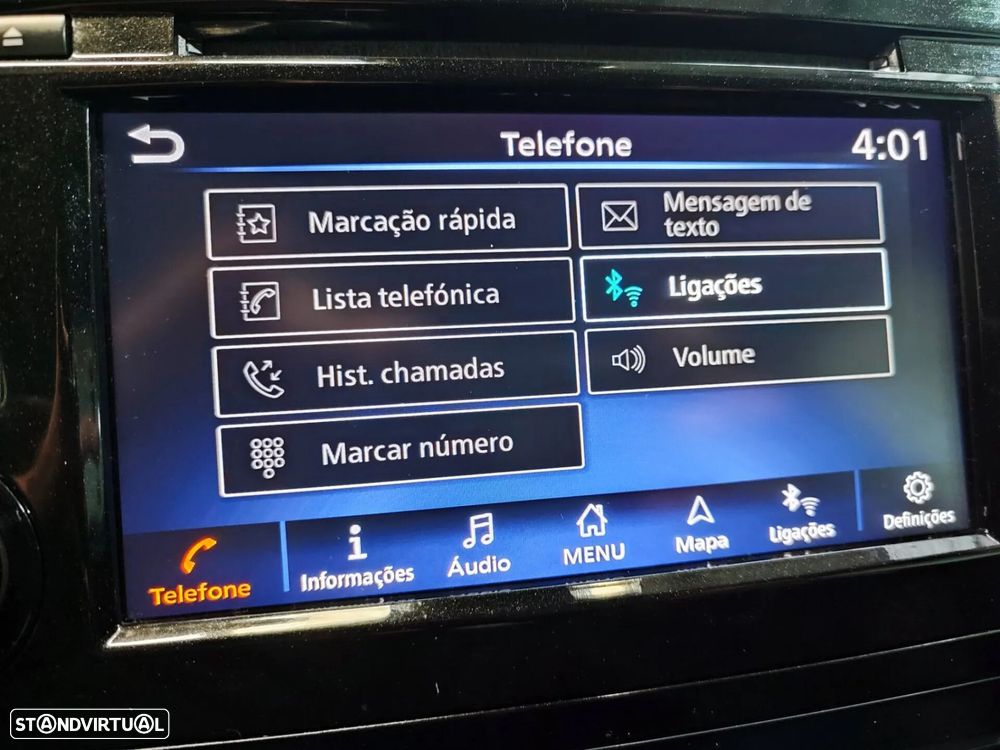 Telefone
4:01
Marcação rápida
Mensagem de
texto
Lista telefónica
Ligações
Hist. chamadas
Volume
Marcar número
Telefone
Informações
Áudio
MENU
Mapa
Ligações
Definições
STANDVIRTUAL